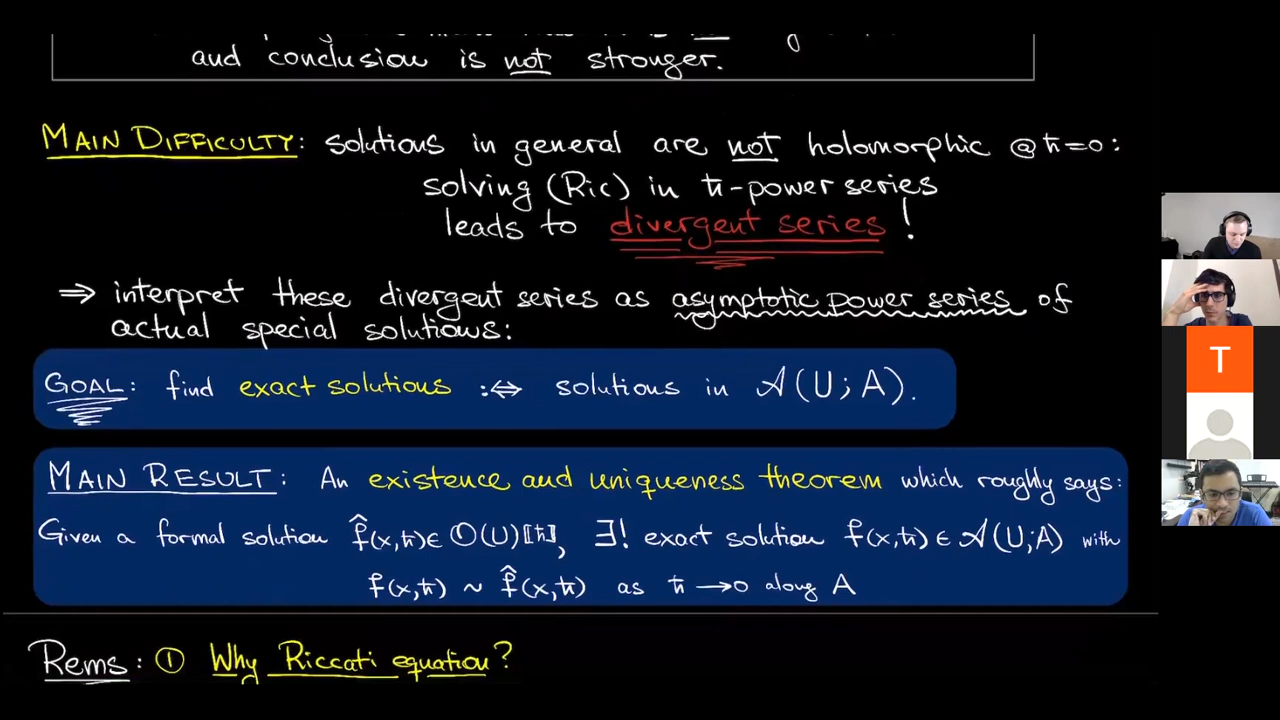 and conclusion is not stronger.
MAIN DIFFICULTY: solutions in general are not holomorphic @ ħ=0:
solving (Ric) in ħ-power series
leads to divergent series!
⇒ interpret these divergent series as asymptotic power series of
actual special solutions:
GOAL: find exact solutions :⇔ solutions in 𝒜(U; A).
MAIN RESULT: An existence and uniqueness theorem which roughly says:
Given a formal solution f̂(x,ħ) ∈ O(U)⟦ħ⟧, ∃! exact solution f(x,ħ) ∈ 𝒜(U;A) with
f(x,ħ) ~ f̂(x,ħ) as ħ → 0 along A
Rems: ① Why Riccati equation?
T